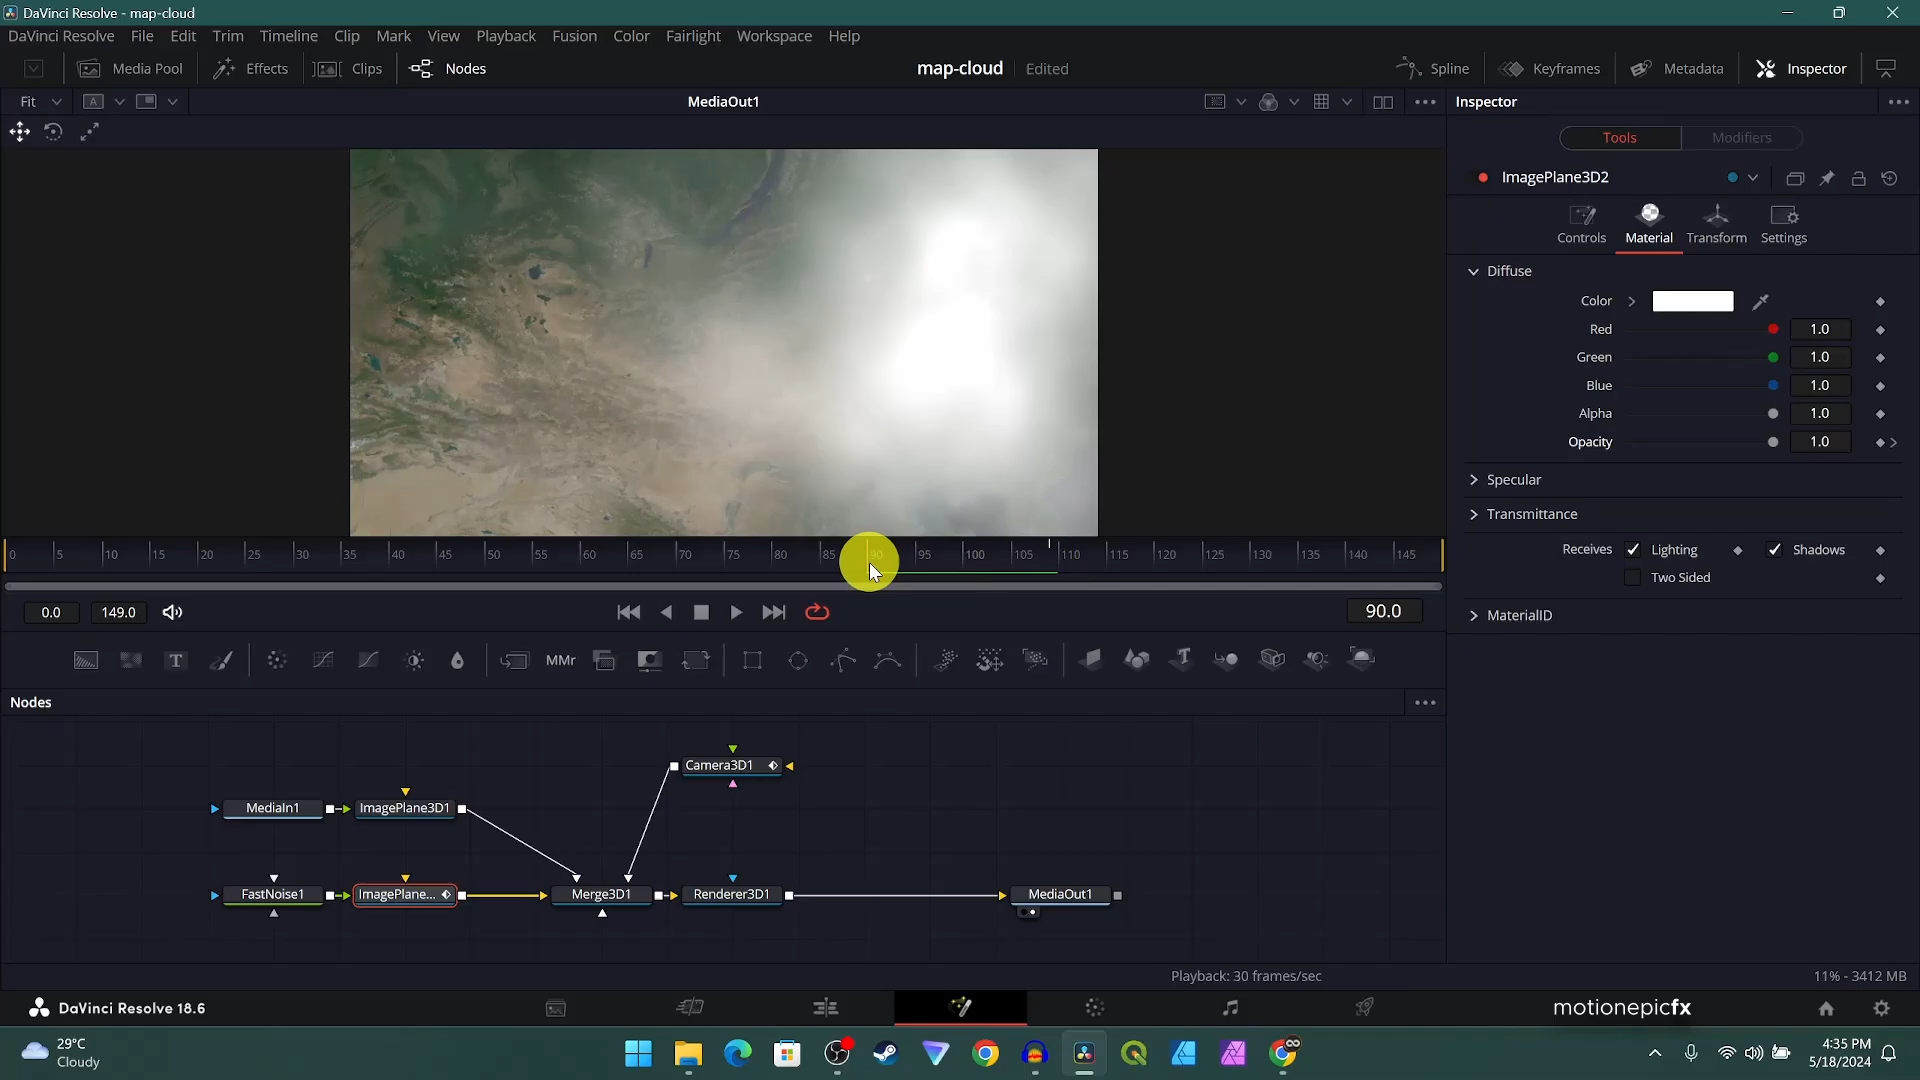 DaVinci Resolve - map-cloud
DaVinci Resolve File Edit Trim Timeline Clip Mark View Playback Fusion Color Fairlight Workspace Help
Media Pool Effects Clips Nodes map-cloud Edited Spline Keyframes Metadata Inspector
Fit A MediaOut1 Inspector
Tools Modifiers
ImagePlane3D2
Controls Material Transform Settings
Diffuse
Color
Red 1.0
Green 1.0
Blue 1.0
Alpha 1.0
Opacity 1.0
Specular
Transmittance
Receives Lighting Shadows
Two Sided
MaterialID
0 5 10 15 20 25 30 35 40 45 50 55 60 65 70 75 80 85 90 95 100 105 110 115 120 125 130 135 140 145
0.0 149.0 90.0
T MMr T
Nodes
Camera3D1
MediaIn1 ImagePlane3D1
FastNoise1 ImagePlane... Merge3D1 Renderer3D1 MediaOut1
Playback: 30 frames/sec 11% - 3412 MB
DaVinci Resolve 18.6 motionepicfx
29°C
Cloudy
4:35 PM
5/18/2024